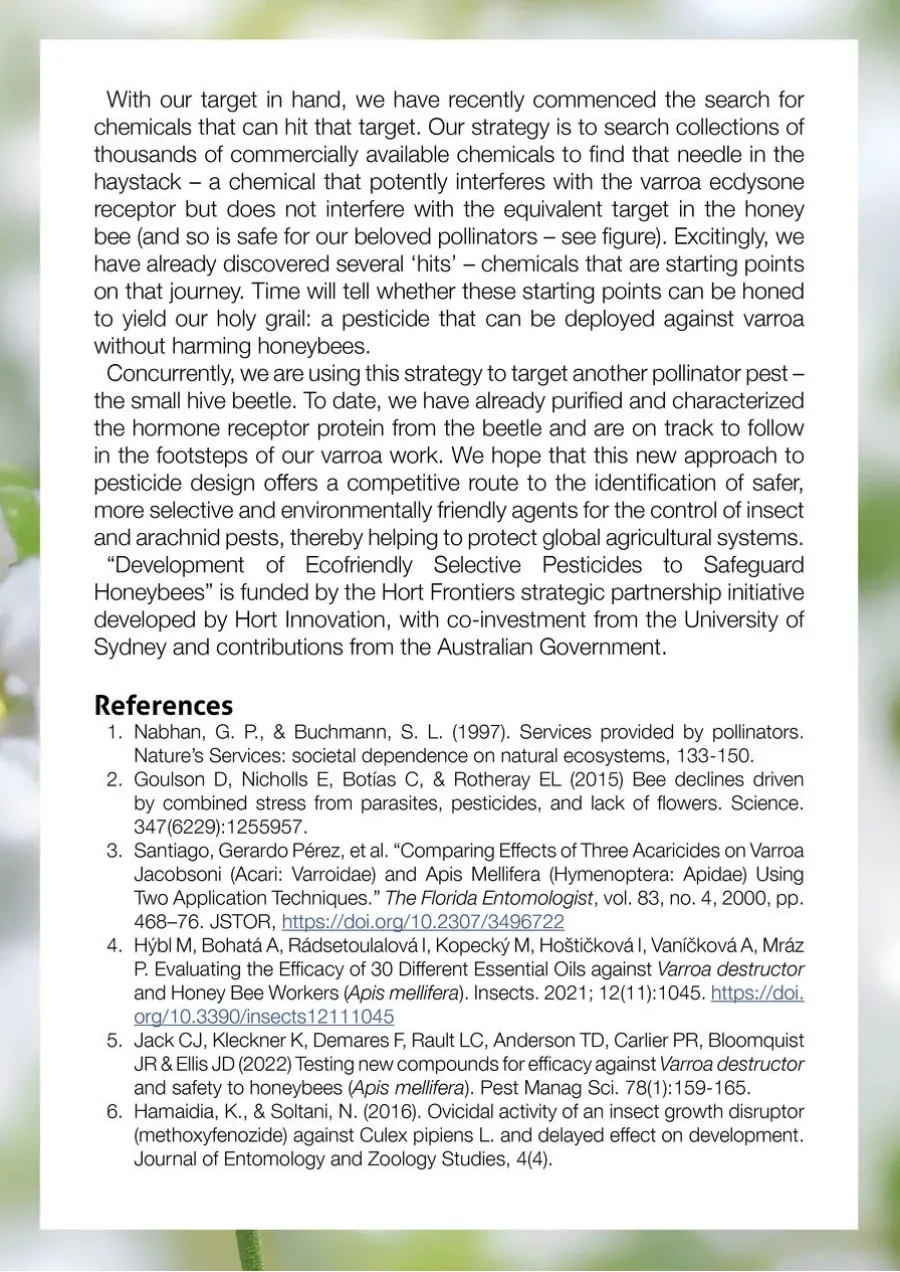 With our target in hand, we have recently commenced the search for
chemicals that can hit that target. Our strategy is to search collections of
thousands of commercially available chemicals to find that needle in the
haystack – a chemical that potently interferes with the varroa ecdysone
receptor but does not interfere with the equivalent target in the honey
bee (and so is safe for our beloved pollinators – see figure). Excitingly, we
have already discovered several ‘hits’ – chemicals that are starting points
on that journey. Time will tell whether these starting points can be honed
to yield our holy grail: a pesticide that can be deployed against varroa
without harming honeybees.
Concurrently, we are using this strategy to target another pollinator pest –
the small hive beetle. To date, we have already purified and characterized
the hormone receptor protein from the beetle and are on track to follow
in the footsteps of our varroa work. We hope that this new approach to
pesticide design offers a competitive route to the identification of safer,
more selective and environmentally friendly agents for the control of insect
and arachnid pests, thereby helping to protect global agricultural systems.
“Development of Ecofriendly Selective Pesticides to Safeguard
Honeybees” is funded by the Hort Frontiers strategic partnership initiative
developed by Hort Innovation, with co-investment from the University of
Sydney and contributions from the Australian Government.
References
1. Nabhan, G. P., & Buchmann, S. L. (1997). Services provided by pollinators.
Nature’s Services: societal dependence on natural ecosystems, 133-150.
2. Goulson D, Nicholls E, Botías C, & Rotheray EL (2015) Bee declines driven
by combined stress from parasites, pesticides, and lack of flowers. Science.
347(6229):1255957.
3. Santiago, Gerardo Pérez, et al. “Comparing Effects of Three Acaricides on Varroa
Jacobsoni (Acari: Varroidae) and Apis Mellifera (Hymenoptera: Apidae) Using
Two Application Techniques.” The Florida Entomologist, vol. 83, no. 4, 2000, pp.
468–76. JSTOR, https://doi.org/10.2307/3496722
4. Hýbl M, Bohatá A, Rádsetoulalová I, Kopecký M, Hoštičková I, Vaníčková A, Mráz
P. Evaluating the Efficacy of 30 Different Essential Oils against Varroa destructor
and Honey Bee Workers (Apis mellifera). Insects. 2021; 12(11):1045. https://doi.
org/10.3390/insects12111045
5. Jack CJ, Kleckner K, Demares F, Rault LC, Anderson TD, Carlier PR, Bloomquist
JR & Ellis JD (2022) Testing new compounds for efficacy against Varroa destructor
and safety to honeybees (Apis mellifera). Pest Manag Sci. 78(1):159-165.
6. Hamaidia, K., & Soltani, N. (2016). Ovicidal activity of an insect growth disruptor
(methoxyfenozide) against Culex pipiens L. and delayed effect on development.
Journal of Entomology and Zoology Studies, 4(4).